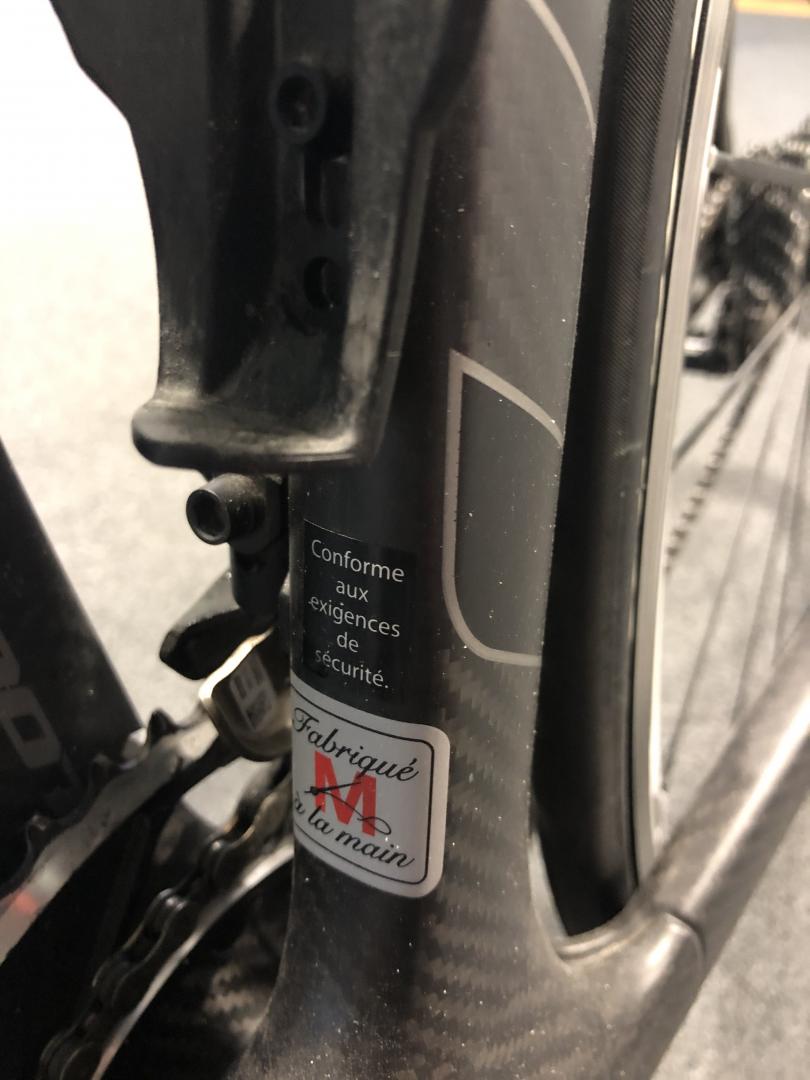 Conforme
aux
exigences
de
sécurité.
Fabriqué
M
à la main